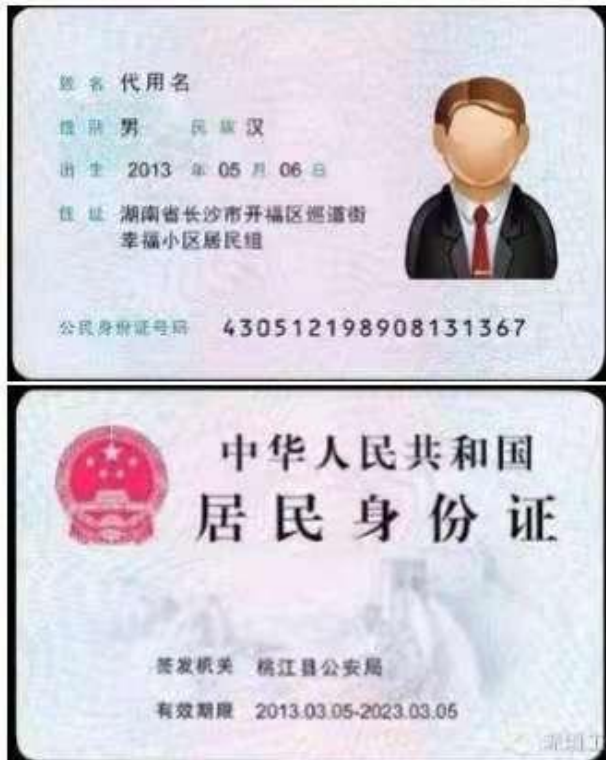 姓名 代用名
性别 男 民族 汉
出生 2013 年 05 月 06 日
住址 湖南省长沙市开福区巡道街
幸福小区居民组
公民身份证号码 430512198908131367
中华人民共和国
居民身份证
签发机关 桃江县公安局
有效期限 2013.03.05-2023.03.05
深圳工